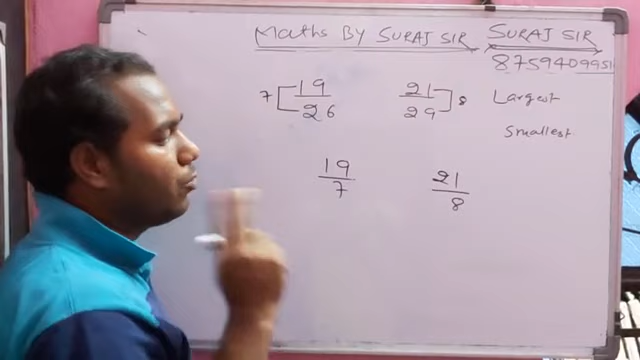 Maths By SURAJ SIR
SURAJ SIR
8759409951
7 19 21 8 Largest
26 29
Smallest
19 21
7 8